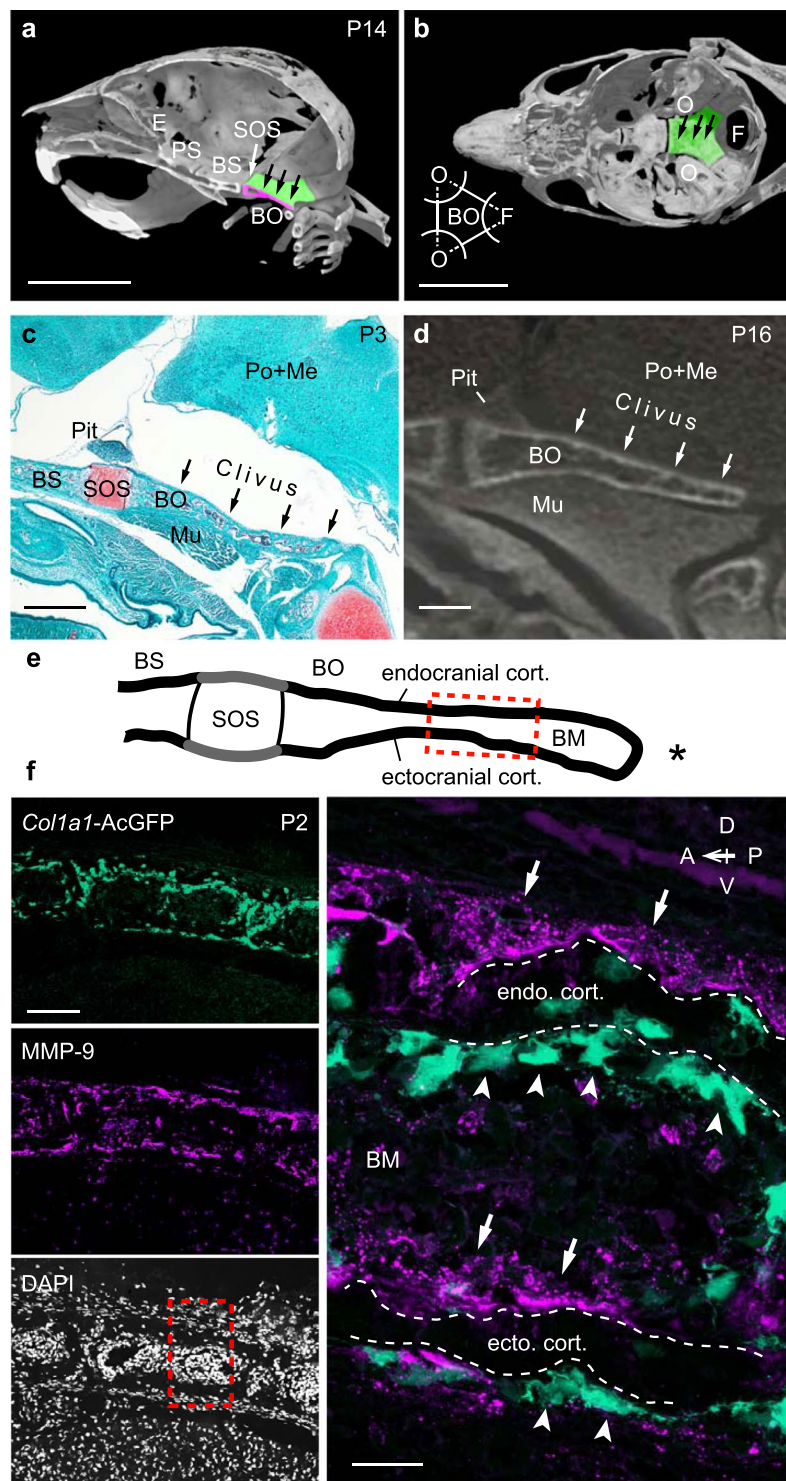 a
P14
E
PS
BS
SOS
BO
b
O
F
O
O
BO
F
O
c
P3
Po+Me
Pit
Clivus
BS
SOS
BO
Mu
d
P16
Po+Me
Pit
Clivus
BO
Mu
e
BS
BO
endocranial cort.
SOS
BM
*
ectocranial cort.
f
Col1a1-AcGFP
P2
MMP-9
DAPI
D
A
P
V
endo. cort.
BM
ecto. cort.